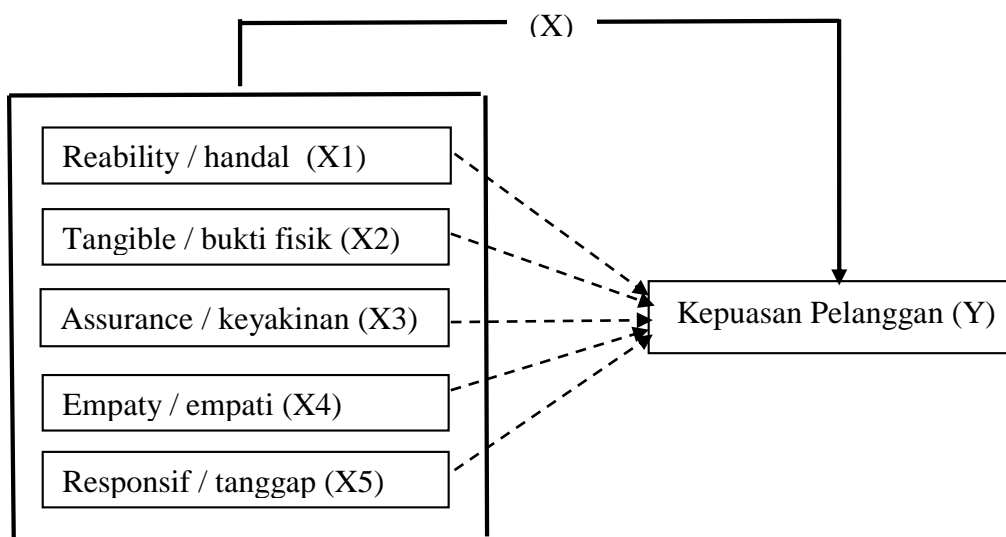 (X)
Reability / handal (X1)
Tangible / bukti fisik (X2)
Assurance / keyakinan (X3)
Kepuasan Pelanggan (Y)
Empaty / empati (X4)
Responsif / tanggap (X5)